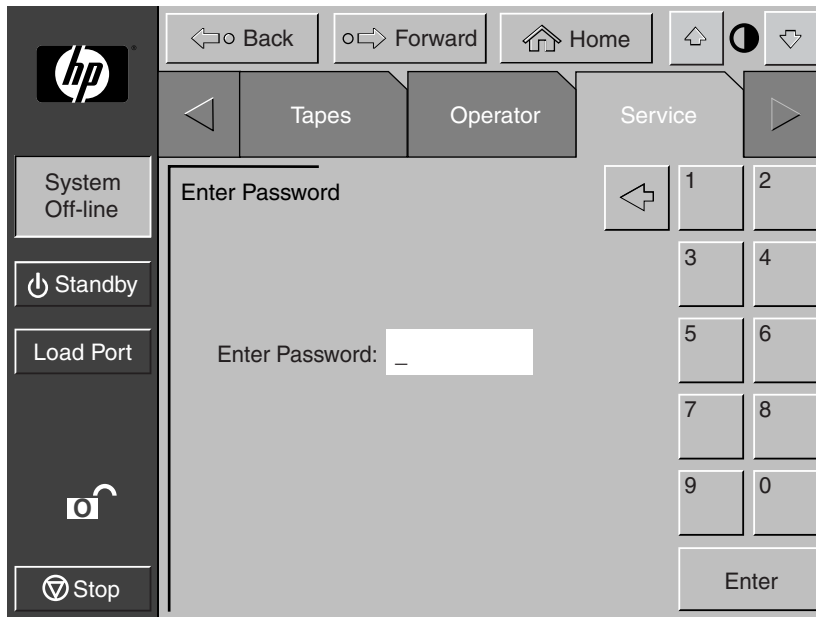 hp
Back
Forward
Home
Tapes
Operator
Service
System
Off-line
Standby
Load Port
O
Stop
Enter Password
Enter Password: _
1
2
3
4
5
6
7
8
9
0
Enter